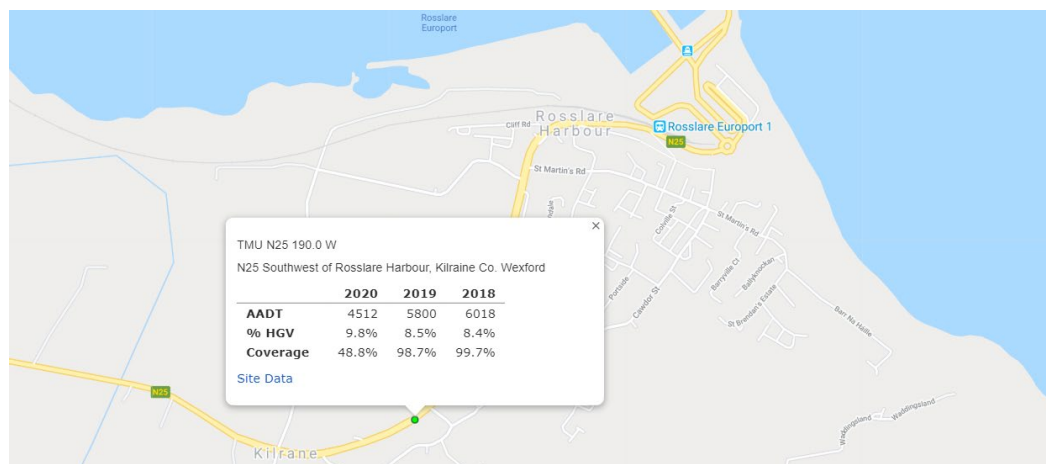 Rosslare
Europort
Rosslare
Harbour
Cliff Rd
Rosslare Europort 1
N25
St Martin's Rd
St Martin's Rd
Colville St
Barryville Ct
Ballyknockan
Portside
Cawdor St
St Brendan's Estate
Barr Na Haille
Waddingsland
Waddingsland
×
TMU N25 190.0 W
N25 Southwest of Rosslare Harbour, Kilraine Co. Wexford
2020 2019 2018
AADT 4512 5800 6018
% HGV 9.8% 8.5% 8.4%
Coverage 48.8% 98.7% 99.7%
Site Data
N25
Kilrane